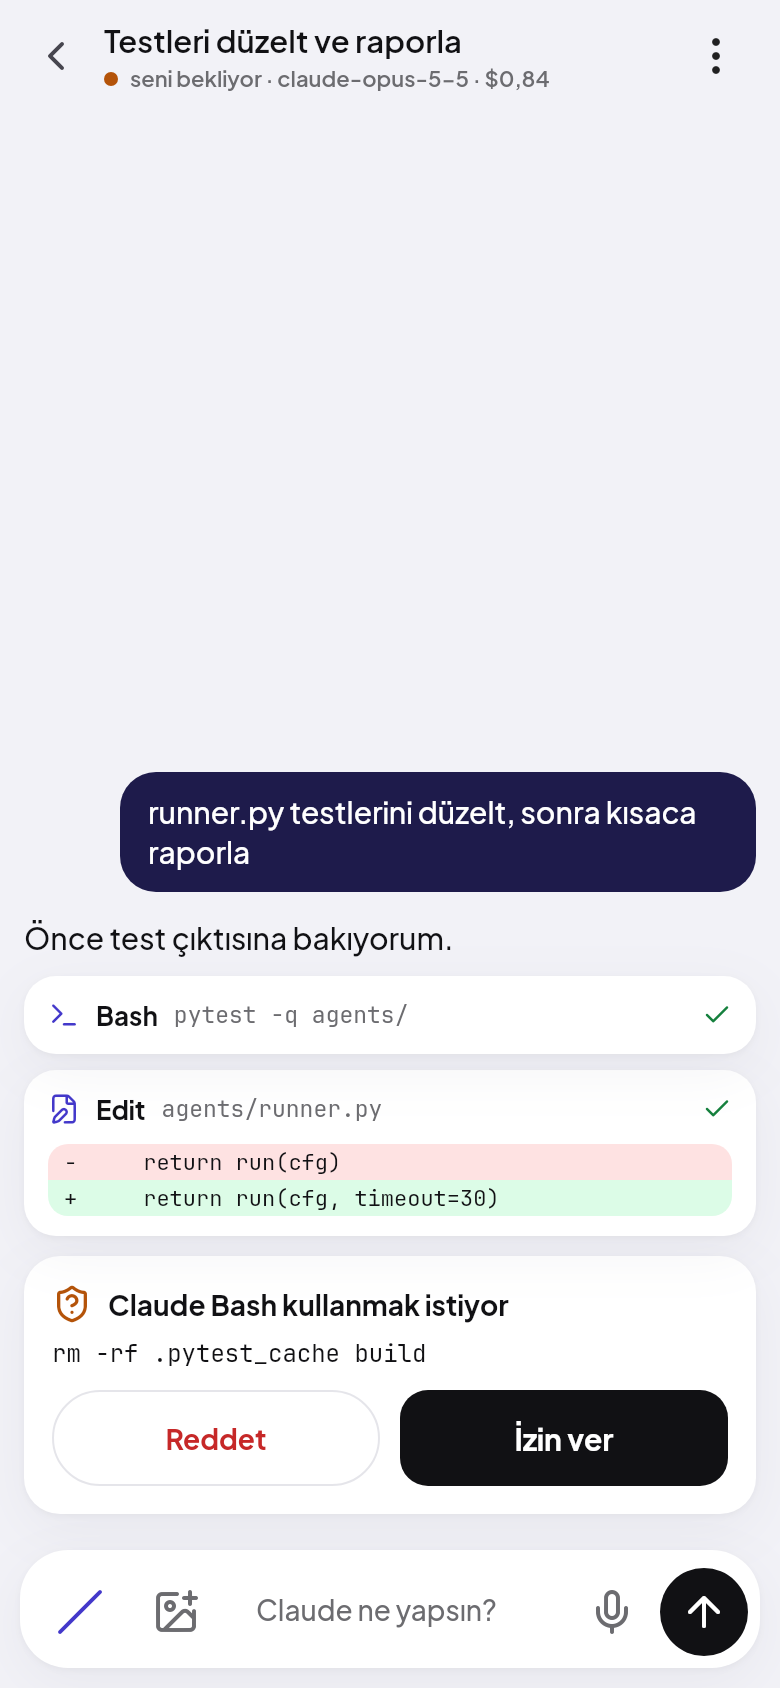 Testleri düzelt ve raporla
seni bekliyor · claude-opus-5-5 · $0,84
runner.py testlerini düzelt, sonra kısaca
raporla
Önce test çıktısına bakıyorum.
Bash pytest -q agents/
Edit agents/runner.py
- return run(cfg)
+ return run(cfg, timeout=30)
Claude Bash kullanmak istiyor
rm -rf .pytest_cache build
Reddet İzin ver
Claude ne yapsın?